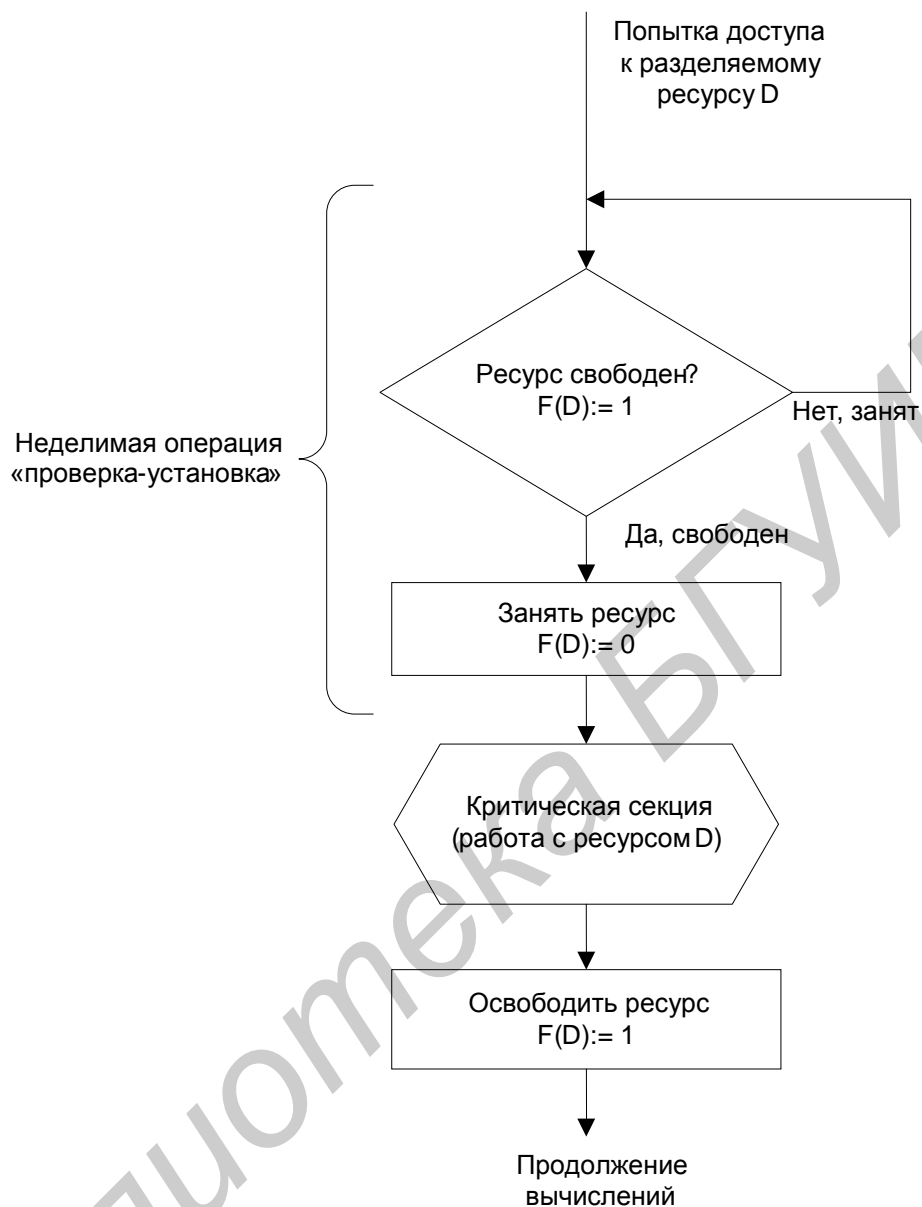 Попытка доступа
к разделяемому
ресурсу D
Ресурс свободен?
F(D):= 1
Нет, занят
Неделимая операция
«проверка-установка»
Да, свободен
Занять ресурс
F(D):= 0
Критическая секция
(работа с ресурсом D)
Освободить ресурс
F(D):= 1
Продолжение
вычислений